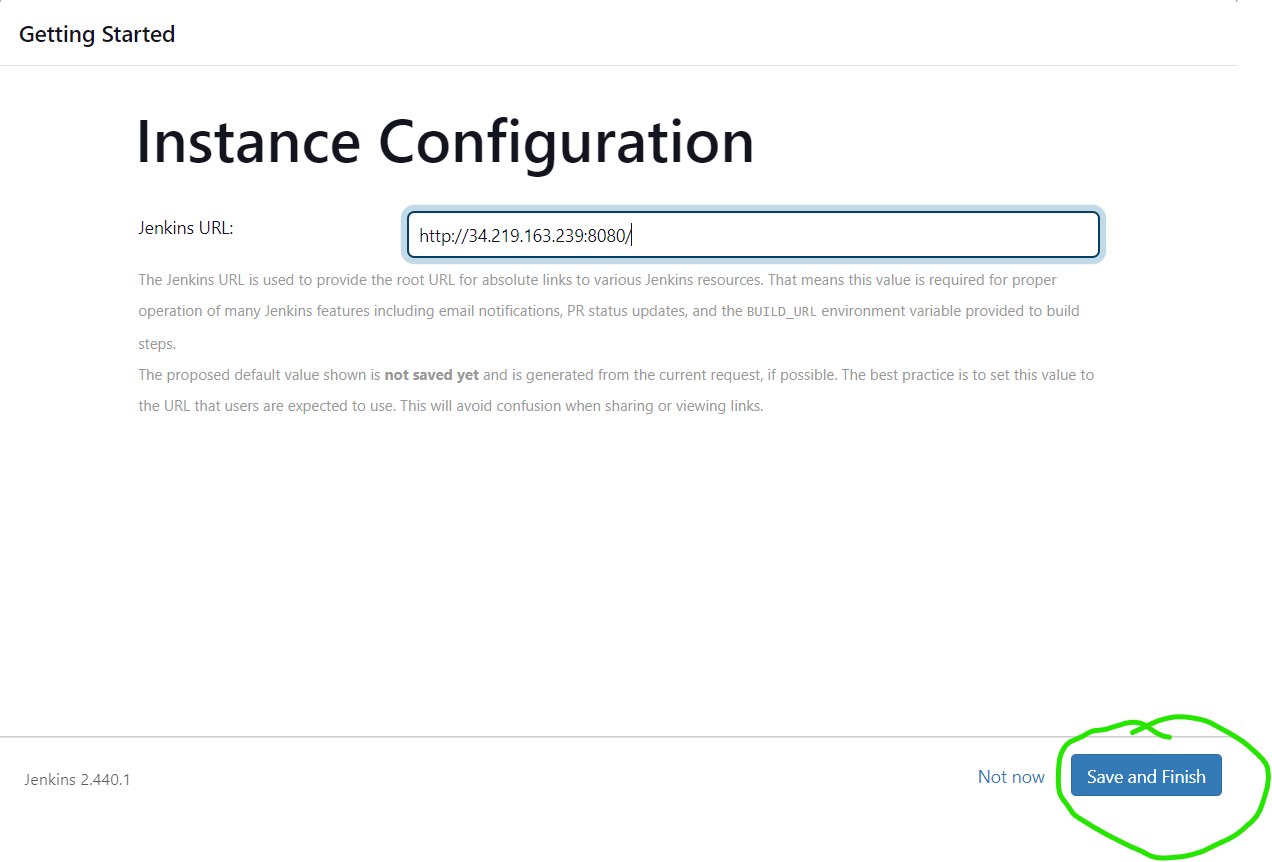 Getting Started
Instance Configuration
Jenkins URL:
http://34.219.163.239:8080/
The Jenkins URL is used to provide the root URL for absolute links to various Jenkins resources. That means this value is required for proper
operation of many Jenkins features including email notifications, PR status updates, and the BUILD_URL environment variable provided to build
steps.
The proposed default value shown is not saved yet and is generated from the current request, if possible. The best practice is to set this value to
the URL that users are expected to use. This will avoid confusion when sharing or viewing links.
Jenkins 2.440.1
Not now
Save and Finish